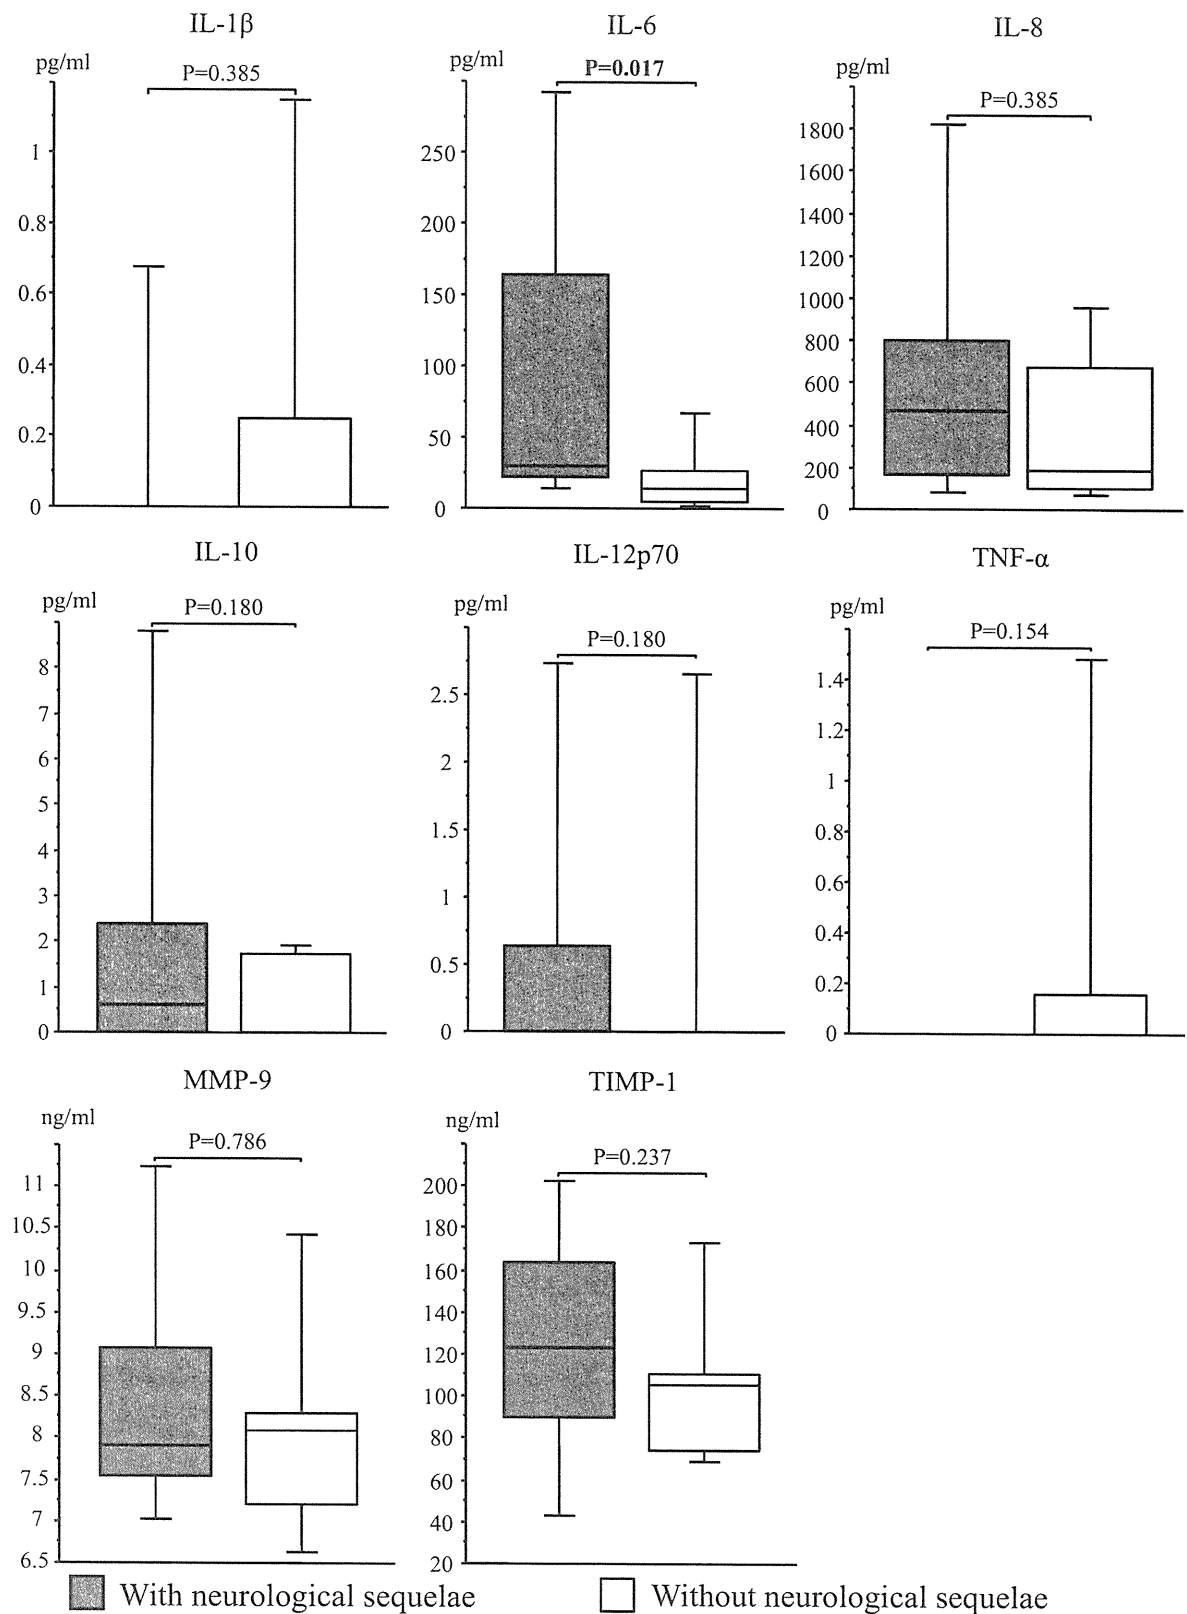 IL-1β
pg/ml
P=0.385
1
0.8
0.6
0.4
0.2
0
IL-6
pg/ml
P=0.017
250
200
150
100
50
0
IL-8
pg/ml
P=0.385
1800
1600
1400
1200
1000
800
600
400
200
0
IL-10
pg/ml
P=0.180
8
7
6
5
4
3
2
1
0
IL-12p70
pg/ml
P=0.180
2.5
2
1.5
1
0.5
0
TNF-α
pg/ml
P=0.154
1.4
1.2
1
0.8
0.6
0.4
0.2
0
MMP-9
ng/ml
P=0.786
11
10.5
10
9.5
9
8.5
8
7.5
7
6.5
TIMP-1
ng/ml
P=0.237
200
180
160
140
120
100
80
60
40
20
With neurological sequelae
Without neurological sequelae